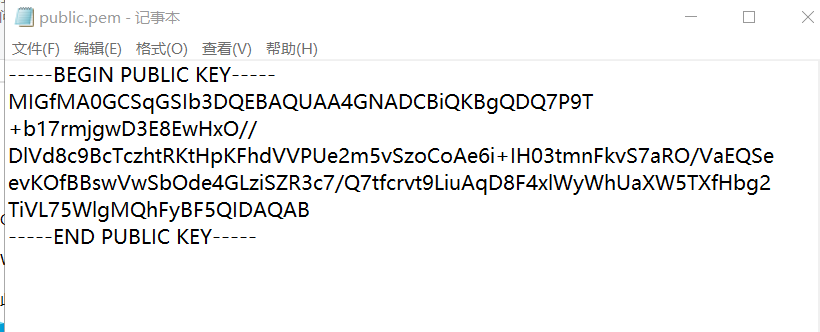 public.pem - 记事本
文件(F) 编辑(E) 格式(O) 查看(V) 帮助(H)
-----BEGIN PUBLIC KEY-----
MIGfMA0GCSqGSIb3DQEBAQUAA4GNADCBiQKBgQDQ7P9T
+b17rmjgwD3E8EwHxO//
DlVd8c9BcTczhtRKtHpKFhdVVPUe2m5vSzoCoAe6i+IH03tmnFkvS7aRO/VaEQSe
evKOfBBswVwSbOde4GLziSZR3c7/Q7tfcrvt9LiuAqD8F4xlWyWhUaXW5TXfHbg2
TiVL75WlgMQhFyBF5QIDAQAB
-----END PUBLIC KEY-----